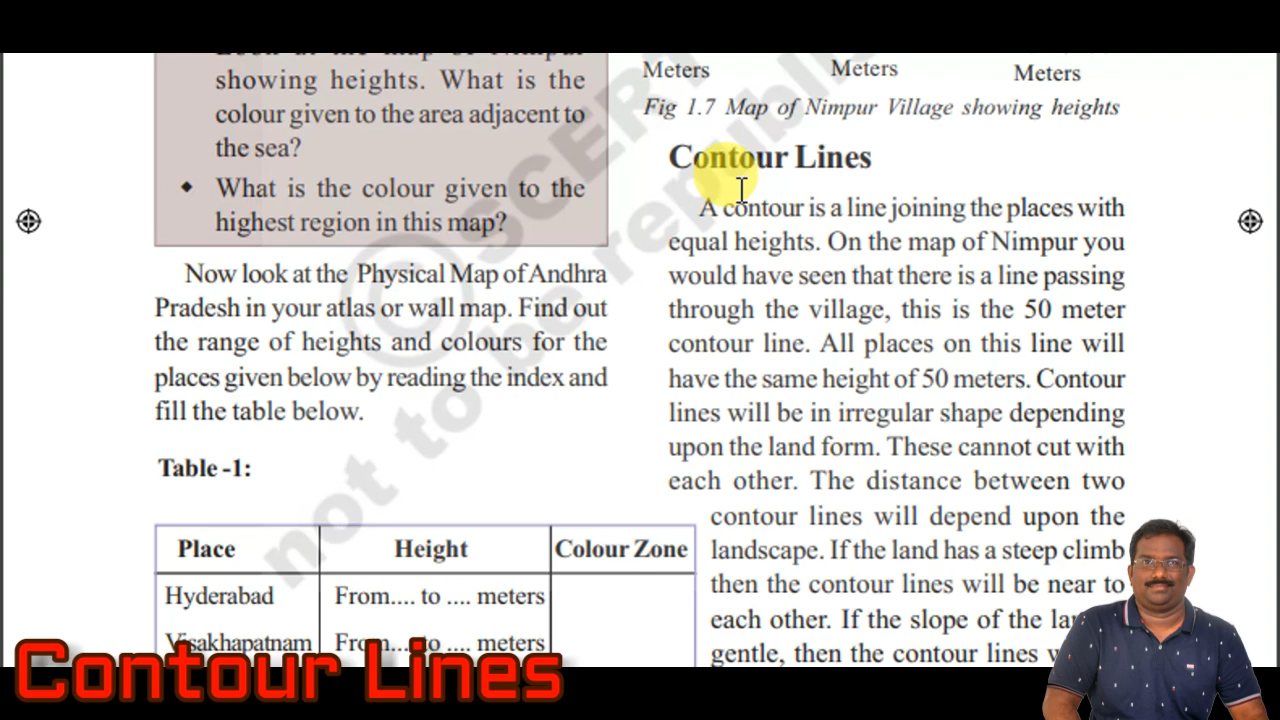 showing heights. What is the
colour given to the area adjacent to
the sea?
◆ What is the colour given to the
highest region in this map?
Now look at the Physical Map of Andhra
Pradesh in your atlas or wall map. Find out
the range of heights and colours for the
places given below by reading the index and
fill the table below.
Table -1:
Place Height Colour Zone
Hyderabad From.... to .... meters
Visakhapatnam From... to .... meters
Meters Meters Meters
Fig 1.7 Map of Nimpur Village showing heights
Contour Lines
A contour is a line joining the places with
equal heights. On the map of Nimpur you
would have seen that there is a line passing
through the village, this is the 50 meter
contour line. All places on this line will
have the same height of 50 meters. Contour
lines will be in irregular shape depending
upon the land form. These cannot cut with
each other. The distance between two
contour lines will depend upon the
landscape. If the land has a steep climb
then the contour lines will be near to
each other. If the slope of the
gentle, then the contour lines
© SCERT
not to be republi
Contour Lines